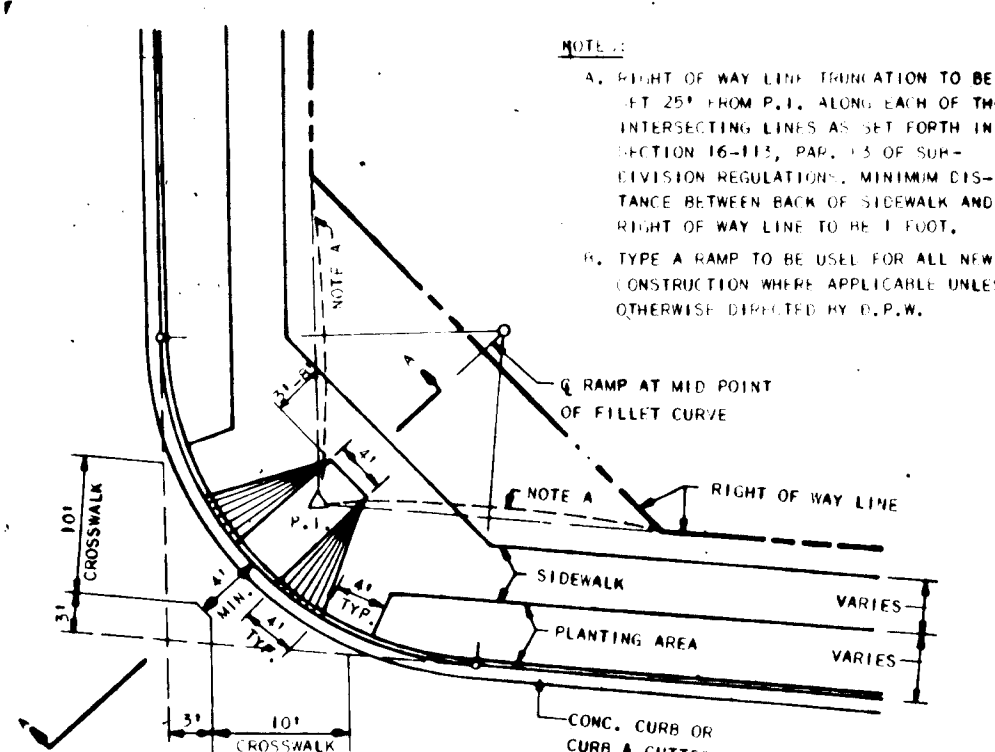 NOTES:
A. RIGHT OF WAY LINE TRUNCATION TO BE
SET 25' FROM P.I. ALONG EACH OF TH
INTERSECTING LINES AS SET FORTH IN
SECTION 16-113, PAR. 13 OF SUB-
DIVISION REGULATIONS. MINIMUM DIS-
TANCE BETWEEN BACK OF SIDEWALK AND
RIGHT OF WAY LINE TO BE 1 FOOT.
B. TYPE A RAMP TO BE USED FOR ALL NEW
CONSTRUCTION WHERE APPLICABLE UNLES
OTHERWISE DIRECTED BY D.P.W.
NOTE A
A
3'-8"
℄ RAMP AT MID POINT
OF FILLET CURVE
4'
P.I.
NOTE A
RIGHT OF WAY LINE
10'
CROSSWALK
3'
4'
MIN.
4'
TYP.
4'
TYP.
SIDEWALK
VARIES
PLANTING AREA
VARIES
A
3'
10'
CROSSWALK
CONC. CURB OR
CURB & GUTTER